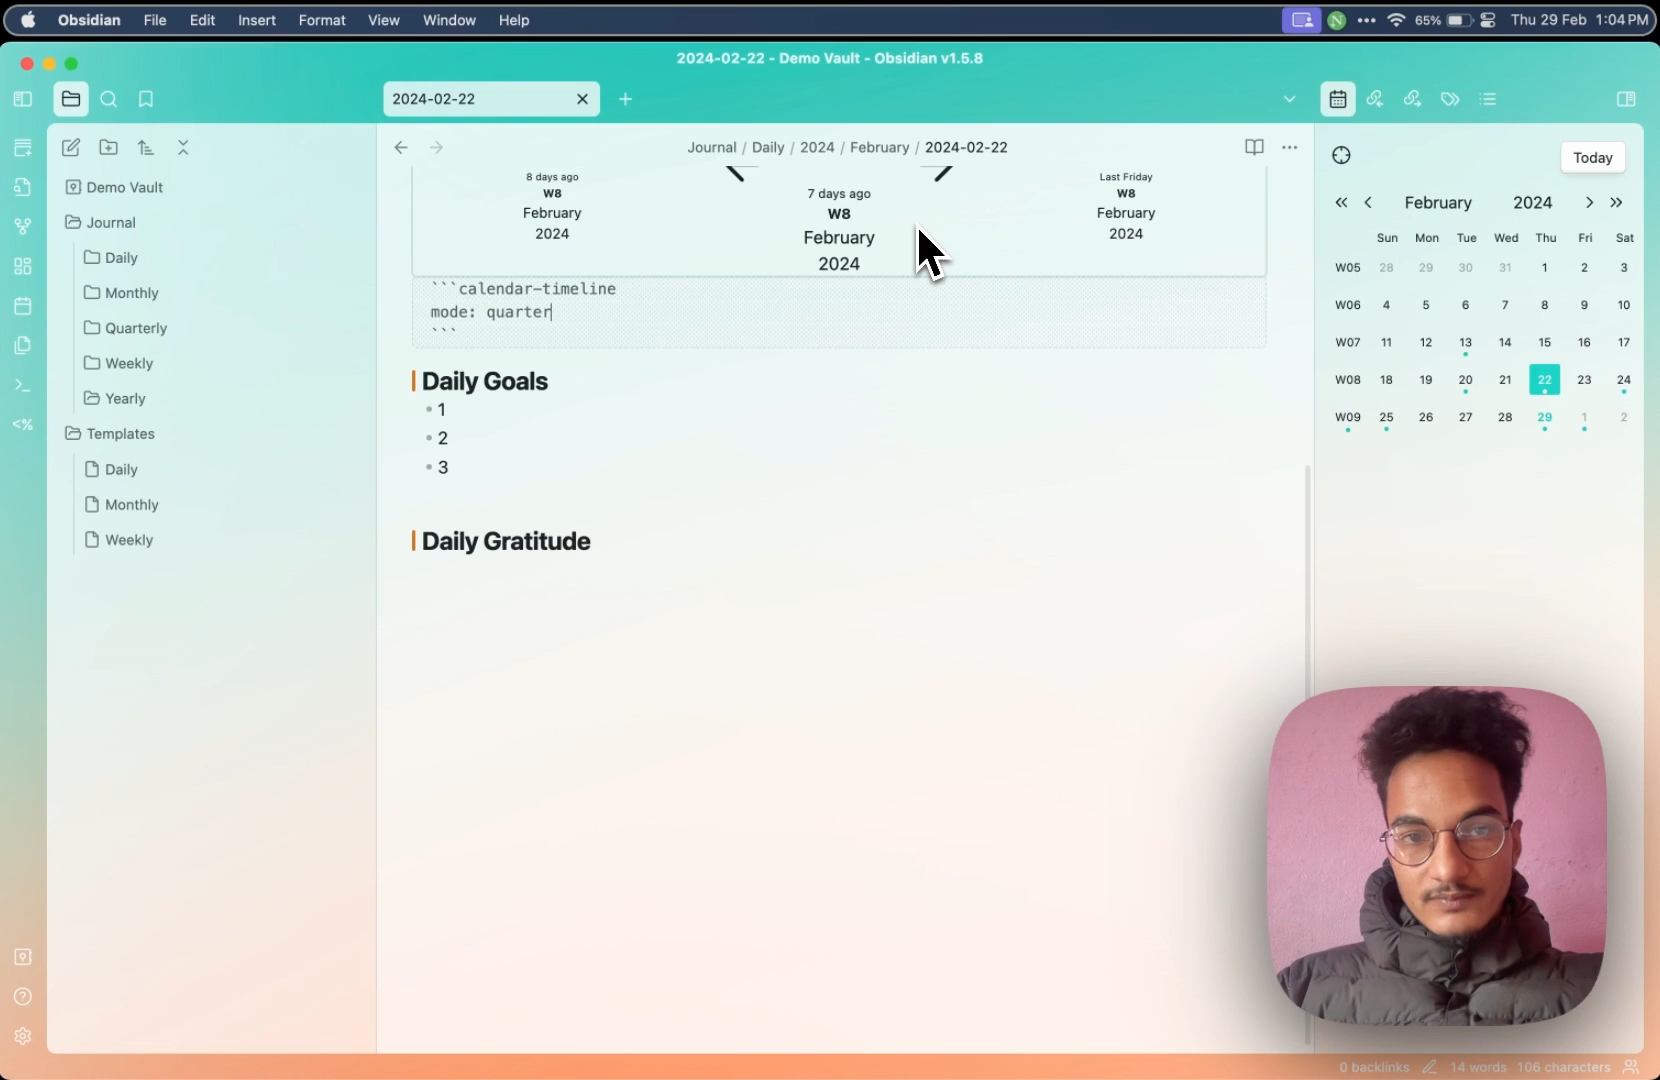 Obsidian File Edit Insert Format View Window Help N 65% Thu 29 Feb 1:04 PM
2024-02-22 - Demo Vault - Obsidian v1.5.8
2024-02-22
Journal / Daily / 2024 / February / 2024-02-22
Demo Vault
Journal
Daily
Monthly
Quarterly
Weekly
Yearly
Templates
Daily
Monthly
Weekly
>_
<%
8 days ago
W8
February
2024
7 days ago
W8
February
2024
Last Friday
W8
February
2024
```calendar-timeline
mode: quarter
```
Daily Goals
• 1
• 2
• 3
Daily Gratitude
Today
February 2024
Sun Mon Tue Wed Thu Fri Sat
W05 28 29 30 31 1 2 3
W06 4 5 6 7 8 9 10
W07 11 12 13 14 15 16 17
W08 18 19 20 21 22 23 24
W09 25 26 27 28 29 1 2
0 backlinks 14 words 106 characters